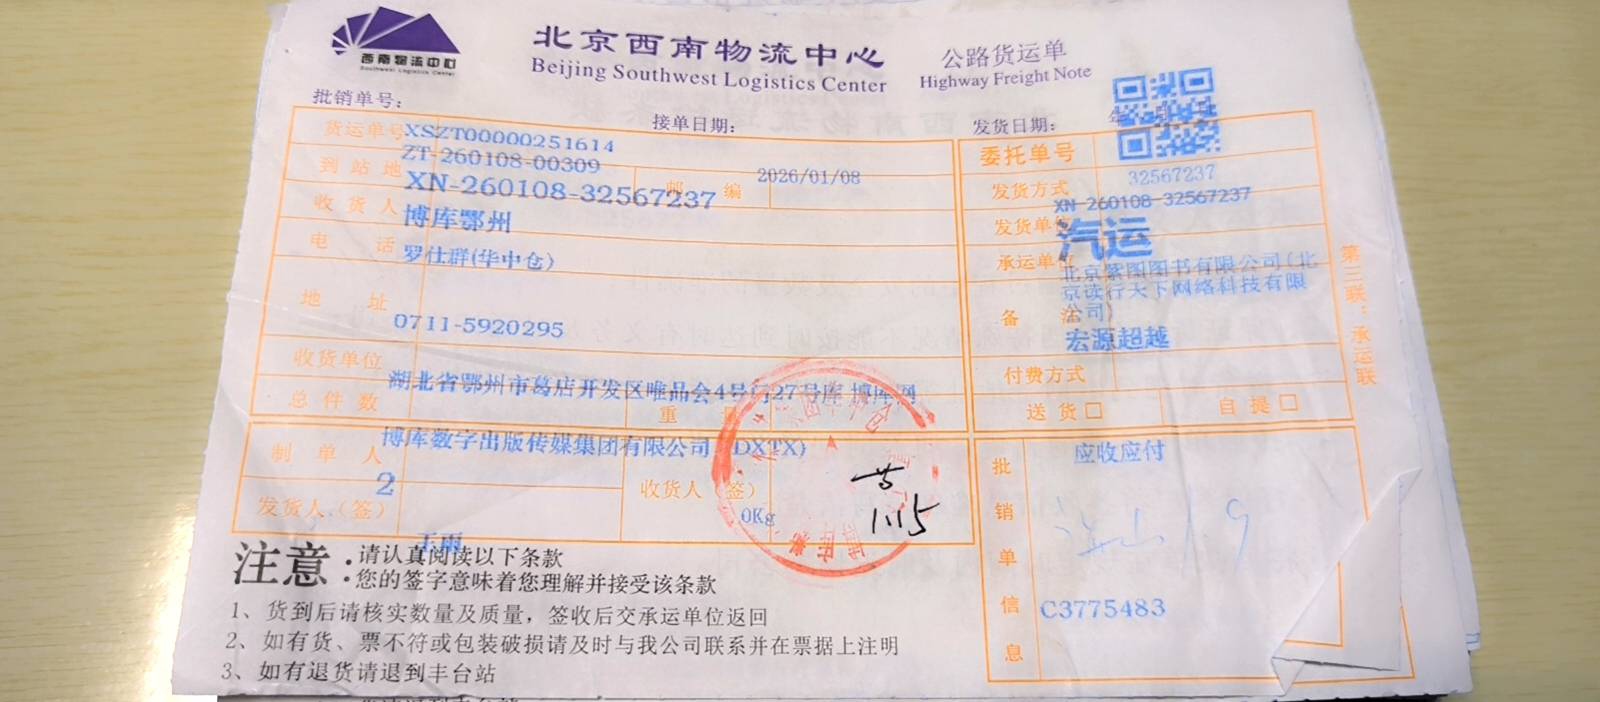 西南物流中心
Southwest Logistics Center
北京西南物流中心
Beijing Southwest Logistics Center
公路货运单
Highway Freight Note
批销单号:
接单日期:
发货日期:
货运单号
XSZT00000251614
ZT-260108-00309
到站地
XN-260108-32567237
邮 编
2026/01/08
收货人
博库鄂州
电 话
罗仕群(华中仓)
地 址
0711-5920295
收货单位
湖北省鄂州市葛店开发区唯品会4号门27号库 博库网
总件数
重 量
博库数字出版传媒集团有限公司 (DXTX)
制单人
2
收货人(签)
0Kg
11.15
发货人(签)
王雨
委托单号
32567237
发货方式
XN-260108-32567237
发货单位
汽运
承运单位
北京紫图图书有限公司(北
京读行天下网络科技有限
公司)
备 注
宏源超越
付费方式
送货□
自提□
应收应付
批销单信息
C3775483
第三联:承运联
注意:
请认真阅读以下条款
您的签字意味着您理解并接受该条款
1、货到后请核实数量及质量,签收后交承运单位返回
2、如有货、票不符或包装破损请及时与我公司联系并在票据上注明
3、如有退货请退到丰台站